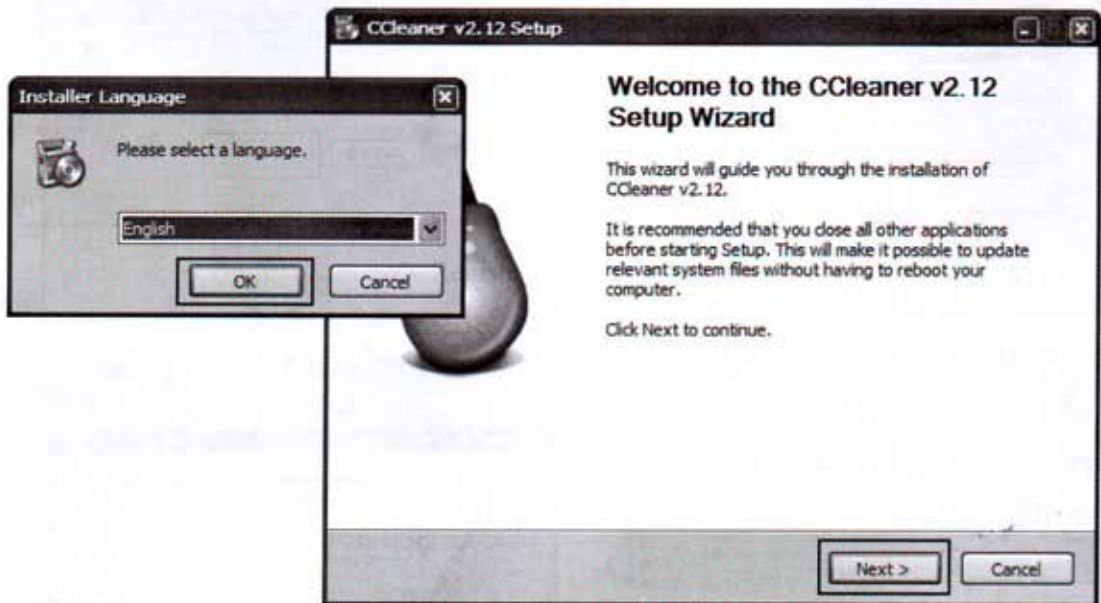 Installer Language
Please select a language.
English
OK
Cancel
CCleaner v2.12 Setup
Welcome to the CCleaner v2.12
Setup Wizard
This wizard will guide you through the installation of
CCleaner v2.12.
It is recommended that you close all other applications
before starting Setup. This will make it possible to update
relevant system files without having to reboot your
computer.
Click Next to continue.
Next >
Cancel